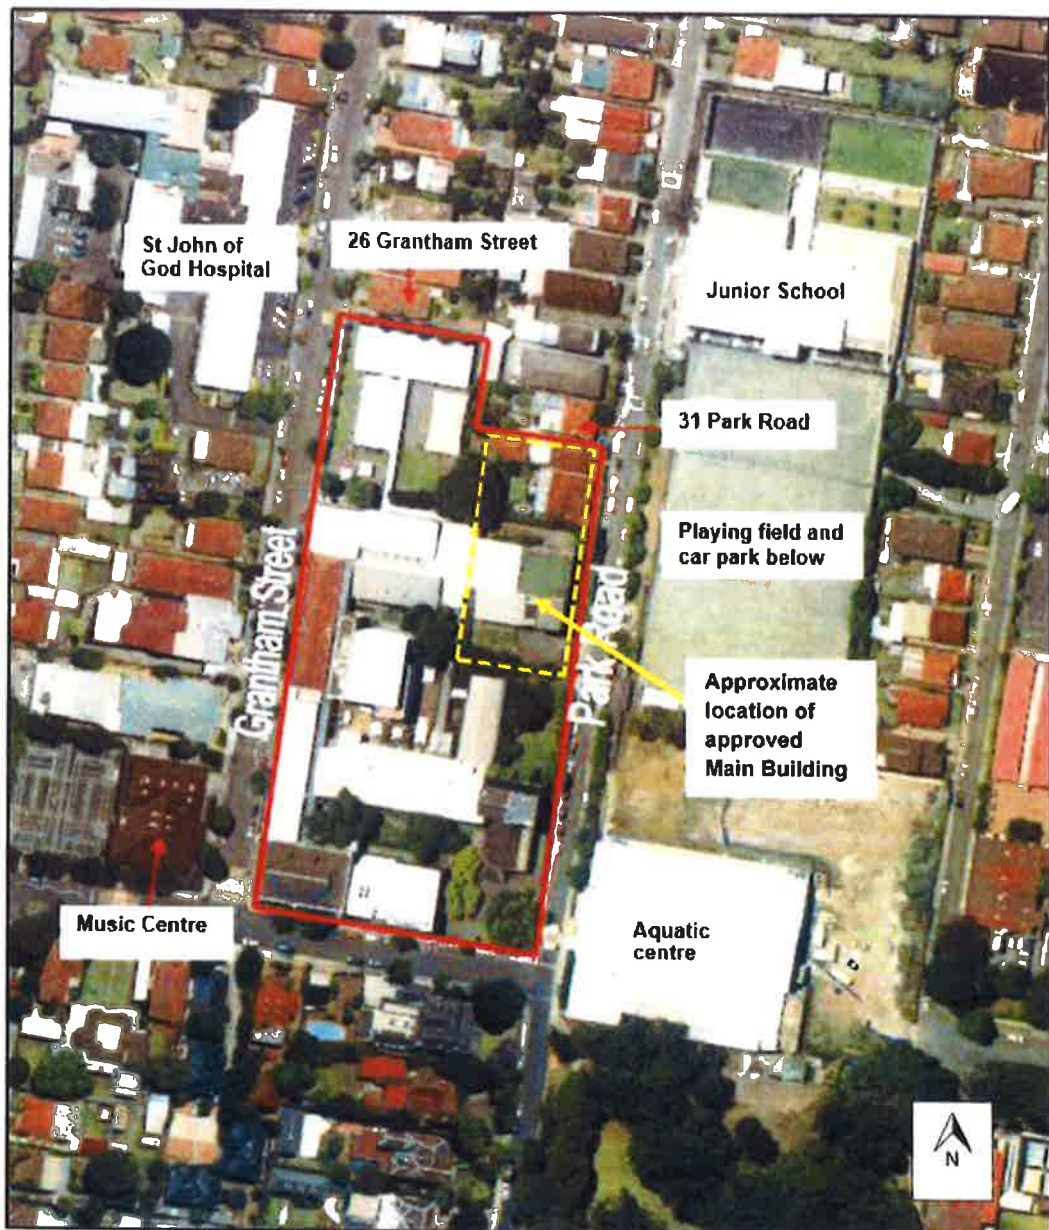 St John of
God Hospital
26 Grantham Street
Junior School
31 Park Road
Playing field and
car park below
Grantham Street
Park Road
Approximate
location of
approved
Main Building
Music Centre
Aquatic
centre
N